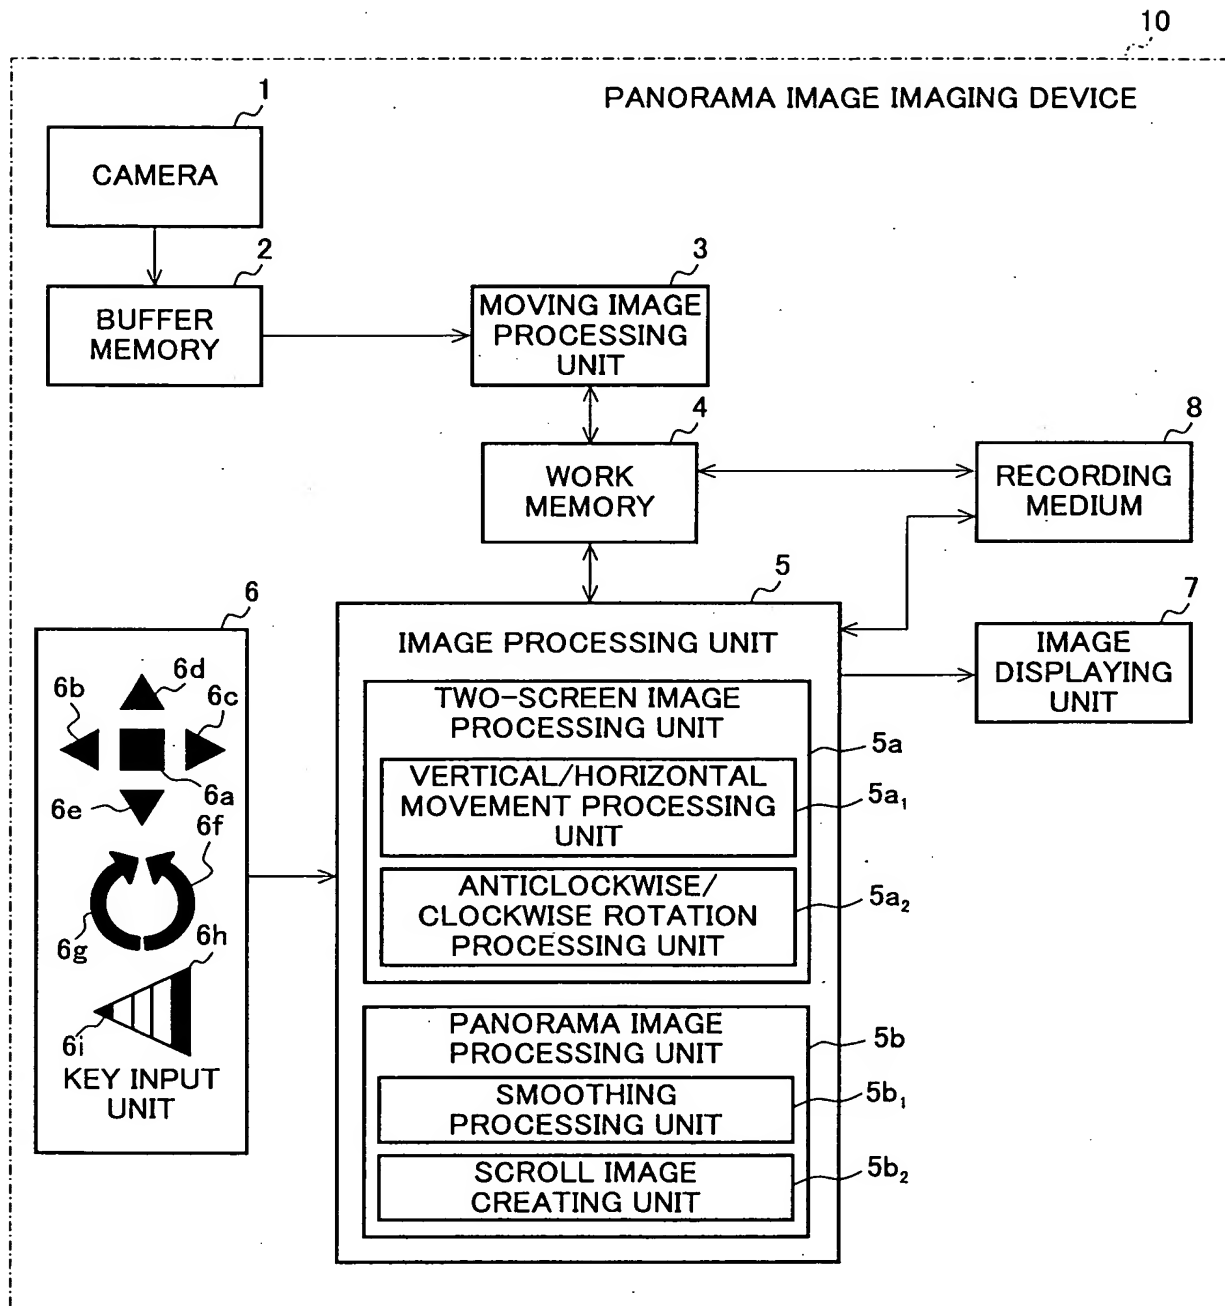 10
PANORAMA IMAGE IMAGING DEVICE
1
CAMERA
2
BUFFER
MEMORY
3
MOVING IMAGE
PROCESSING
UNIT
4
WORK
MEMORY
8
RECORDING
MEDIUM
5
IMAGE PROCESSING UNIT
7
IMAGE
DISPLAYING
UNIT
6
6d
6b
6c
6a
6e
6f
6g
6h
6i
KEY INPUT
UNIT
TWO-SCREEN IMAGE
PROCESSING UNIT
5a
VERTICAL/HORIZONTAL
MOVEMENT PROCESSING
UNIT
5a₁
ANTICLOCKWISE/
CLOCKWISE ROTATION
PROCESSING UNIT
5a₂
PANORAMA IMAGE
PROCESSING UNIT
5b
SMOOTHING
PROCESSING UNIT
5b₁
SCROLL IMAGE
CREATING UNIT
5b₂